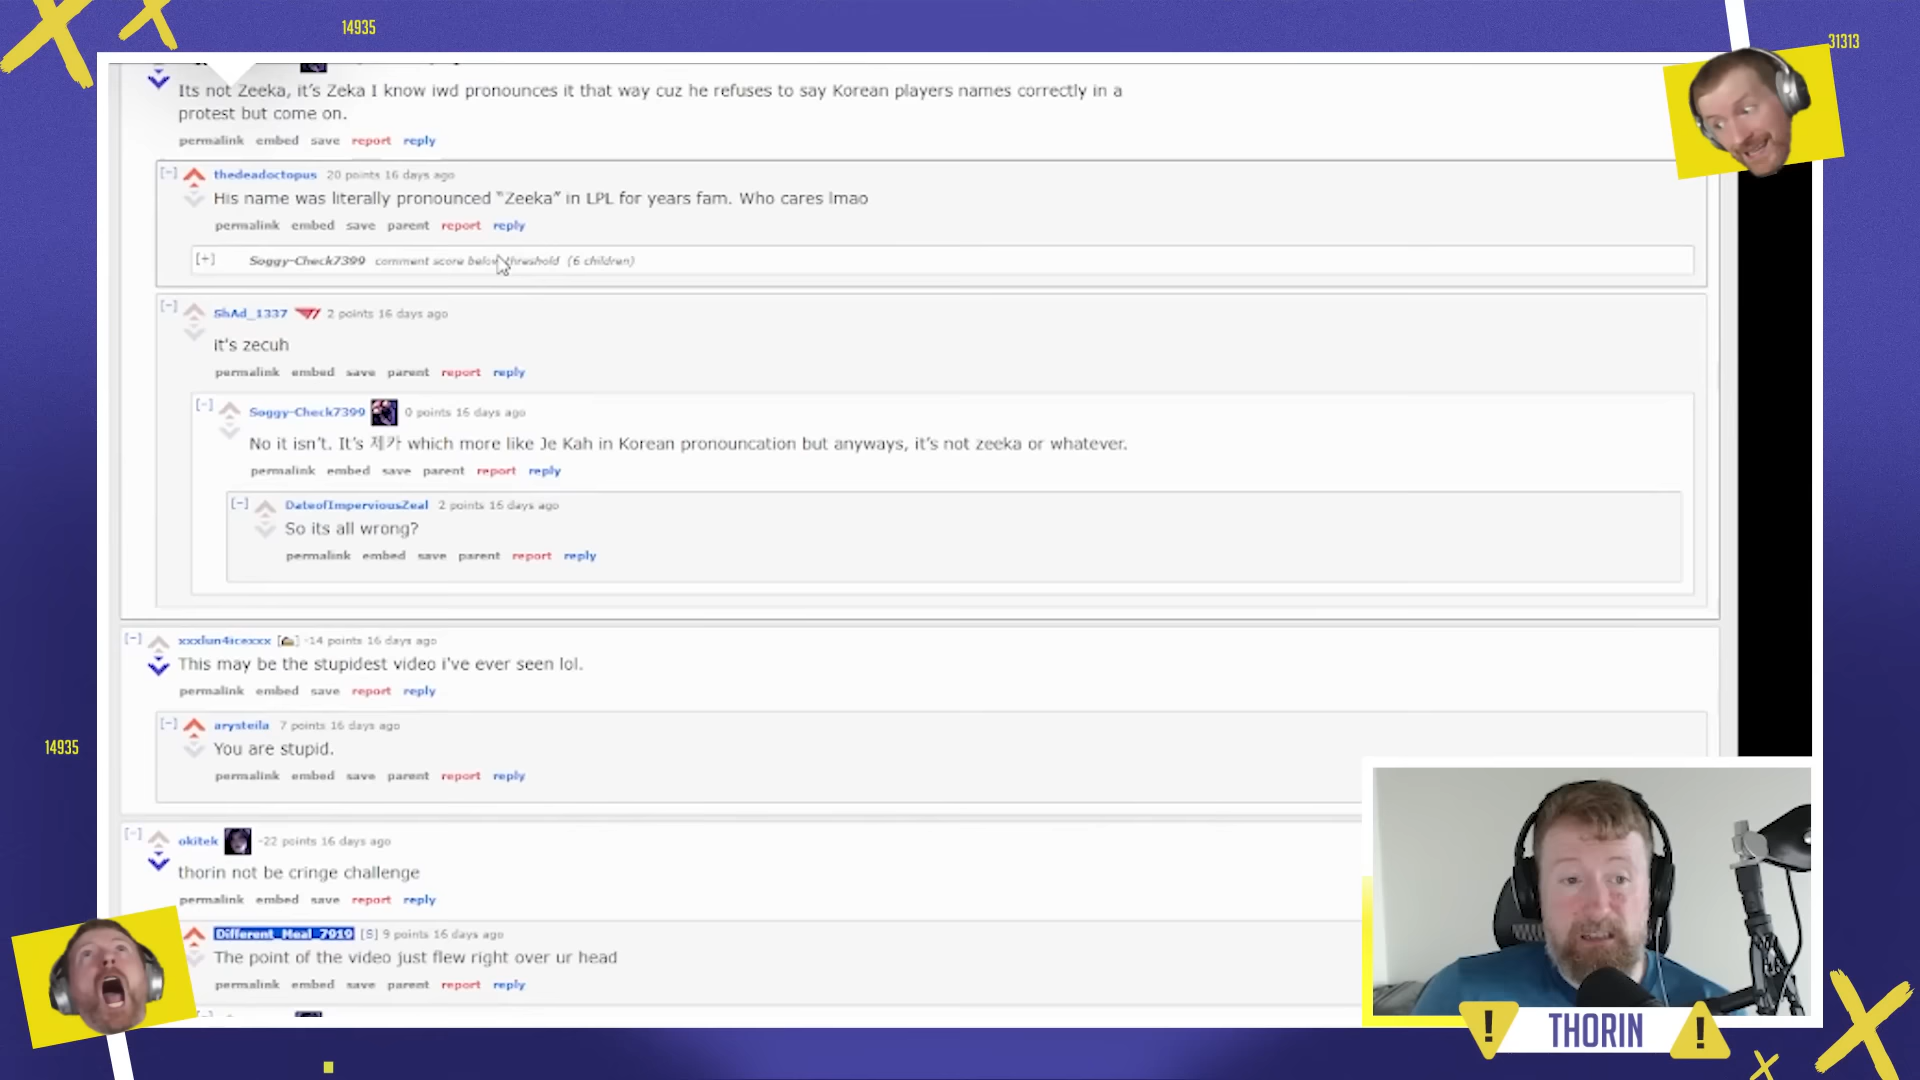 14935
31313
Its not Zeeka, it's Zeka I know iwd pronounces it that way cuz he refuses to say Korean players names correctly in a
protest but come on.
permalink embed save report reply
[-] thedeadoctopus 20 points 16 days ago
His name was literally pronounced "Zeeka" in LPL for years fam. Who cares lmao
permalink embed save parent report reply
[+] Soggy-Check7399 comment score below threshold (6 children)
[-] ShAd_1337 2 points 16 days ago
it's zecuh
permalink embed save parent report reply
[-] Soggy-Check7399 0 points 16 days ago
No it isn't. It's 제카 which more like Je Kah in Korean pronouncation but anyways, it's not zeeka or whatever.
permalink embed save parent report reply
[-] DateofImperviousZeal 2 points 16 days ago
So its all wrong?
permalink embed save parent report reply
[-] xxxlun4icexxx -14 points 16 days ago
This may be the stupidest video i've ever seen lol.
permalink embed save report reply
[-] arysteila 7 points 16 days ago
You are stupid.
permalink embed save parent report reply
14935
[-] okitek -22 points 16 days ago
thorin not be cringe challenge
permalink embed save report reply
Different_Meal_7919 [S] 9 points 16 days ago
The point of the video just flew right over ur head
permalink embed save parent report reply
! THORIN !